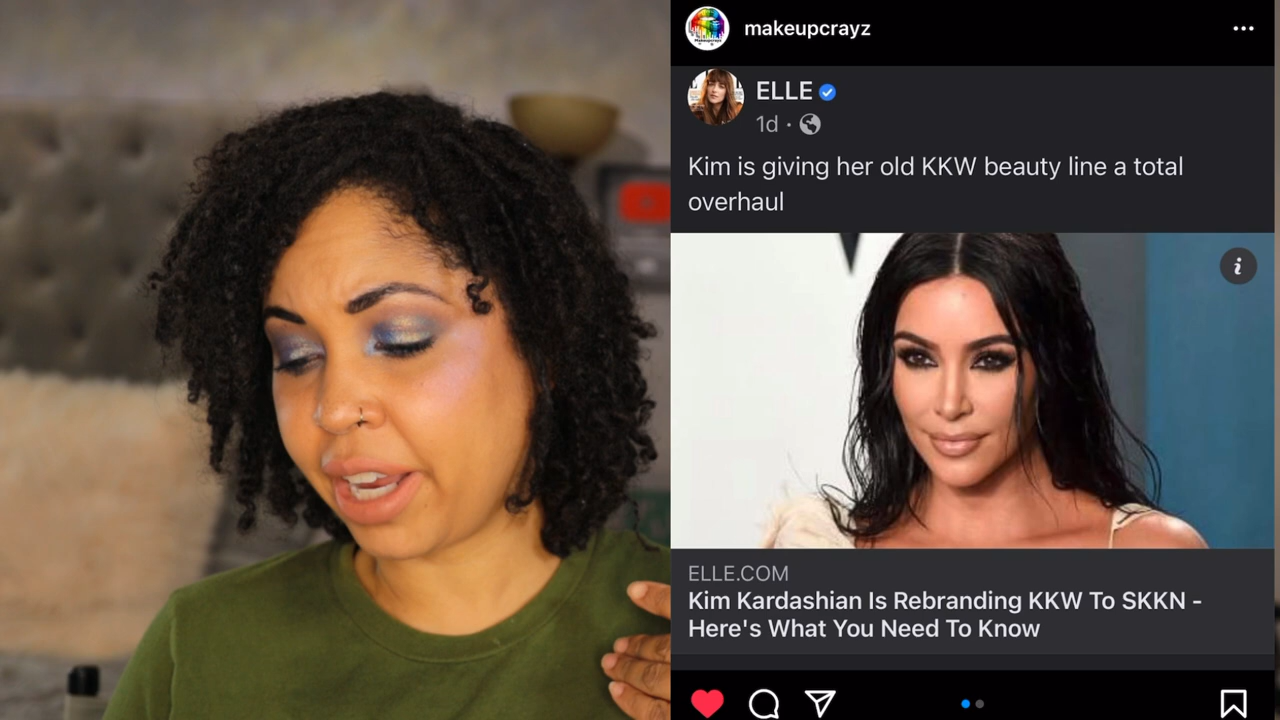 makeupcrayz
ELLE
1d ·
Kim is giving her old KKW beauty line a total
overhaul
ELLE.COM
Kim Kardashian Is Rebranding KKW To SKKN -
Here's What You Need To Know